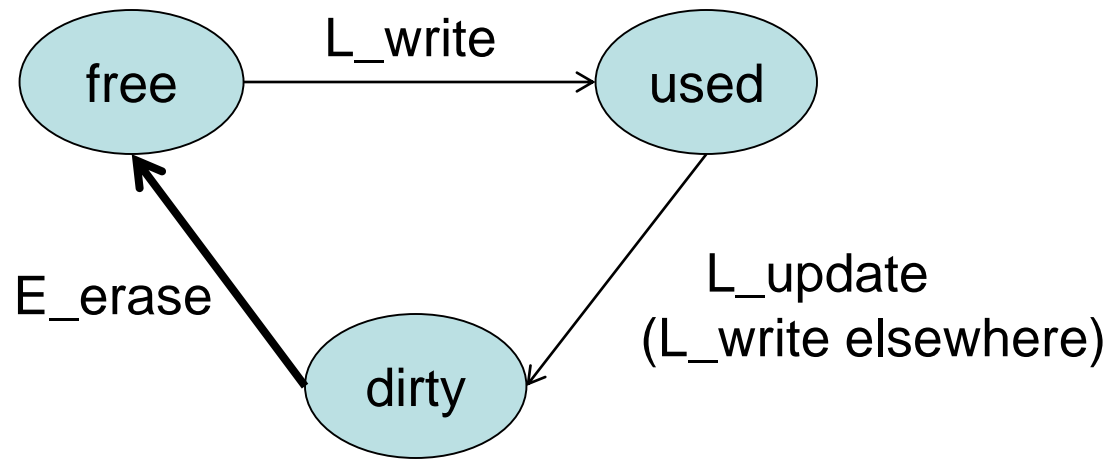 L_write
free
used
E_erase
L_update
(L_write elsewhere)
dirty